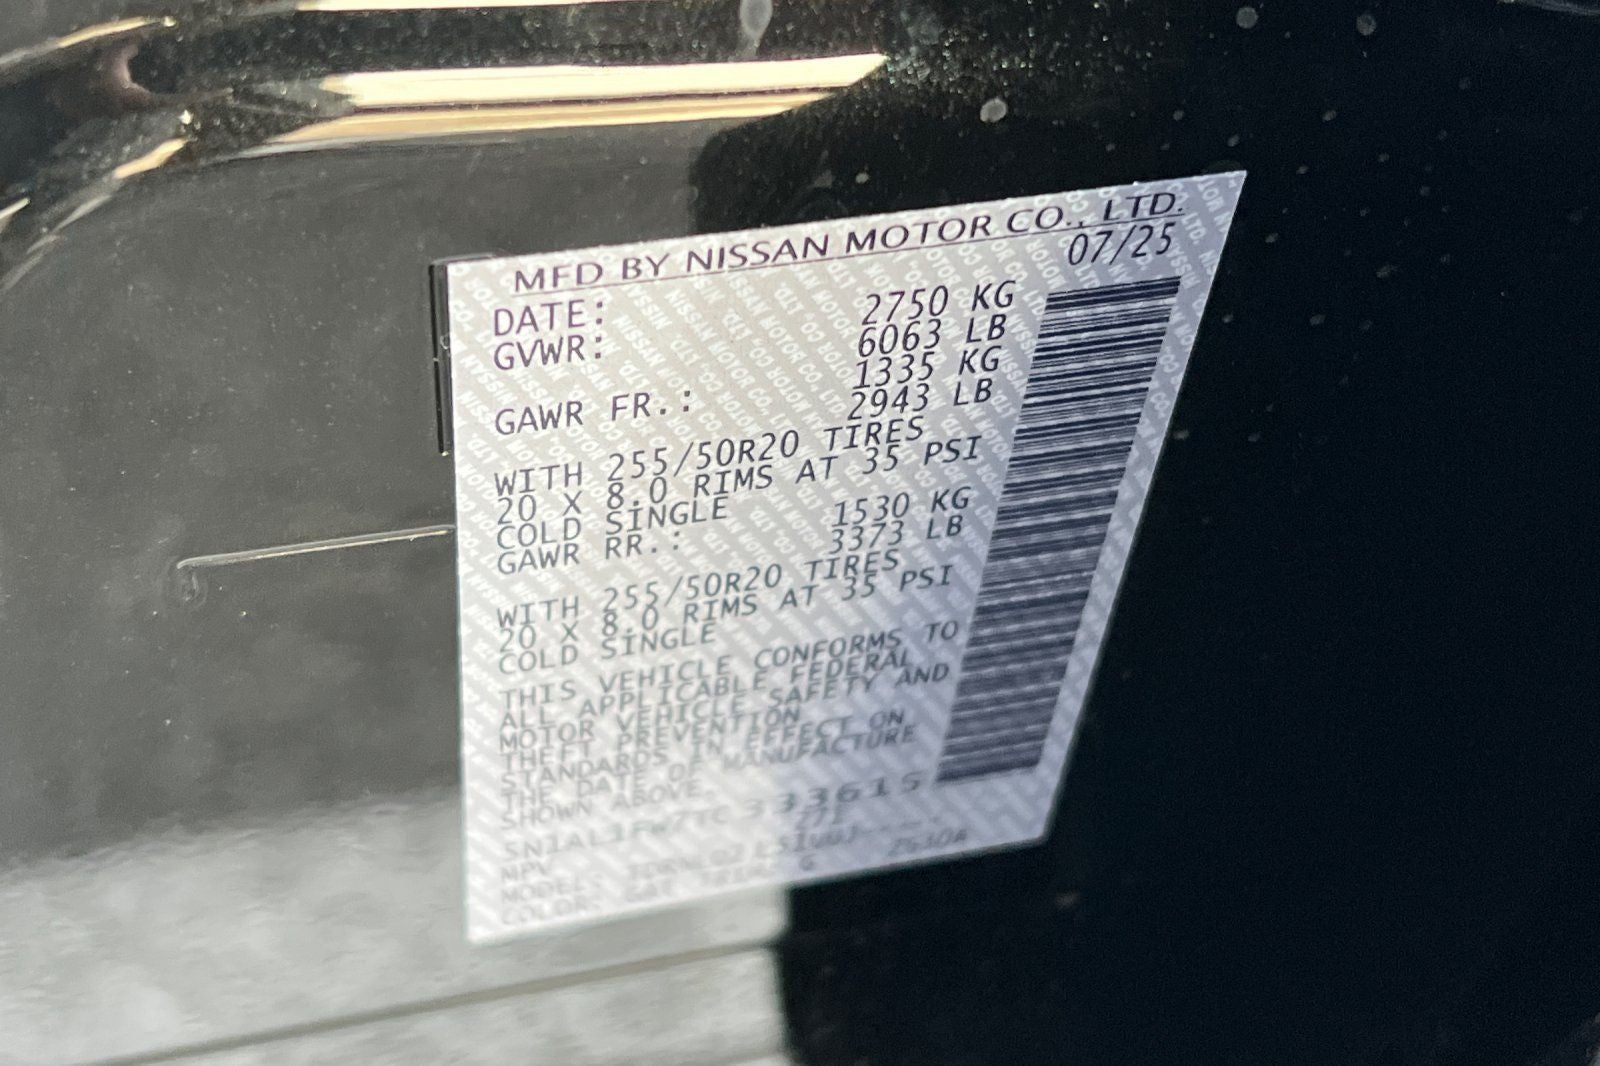 MFD BY NISSAN MOTOR CO., LTD.
DATE: 07/25
GVWR: 2750 KG
6063 LB
GAWR FR.: 1335 KG
2943 LB
WITH 255/50R20 TIRES
20 X 8.0 RIMS AT 35 PSI
COLD SINGLE
GAWR RR.: 1530 KG
3373 LB
WITH 255/50R20 TIRES
20 X 8.0 RIMS AT 35 PSI
COLD SINGLE
THIS VEHICLE CONFORMS TO
ALL APPLICABLE FEDERAL
MOTOR VEHICLE SAFETY AND
THEFT PREVENTION
STANDARDS IN EFFECT ON
THE DATE OF MANUFACTURE
SHOWN ABOVE.
MPV
MODEL:
COLOR: